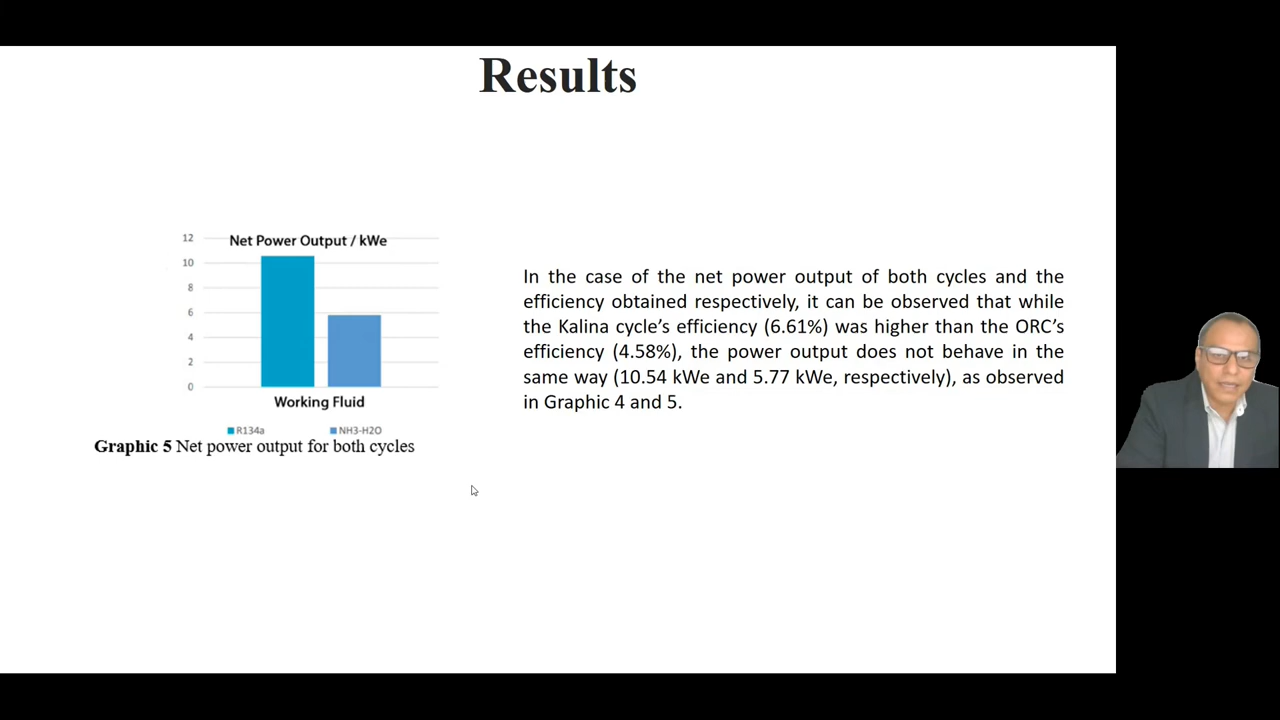 Results
12
Net Power Output / kWe
10
8
6
4
2
0
Working Fluid
R134a
NH3-H2O
Graphic 5 Net power output for both cycles
In the case of the net power output of both cycles and the
efficiency obtained respectively, it can be observed that while
the Kalina cycle’s efficiency (6.61%) was higher than the ORC’s
efficiency (4.58%), the power output does not behave in the
same way (10.54 kWe and 5.77 kWe, respectively), as observed
in Graphic 4 and 5.